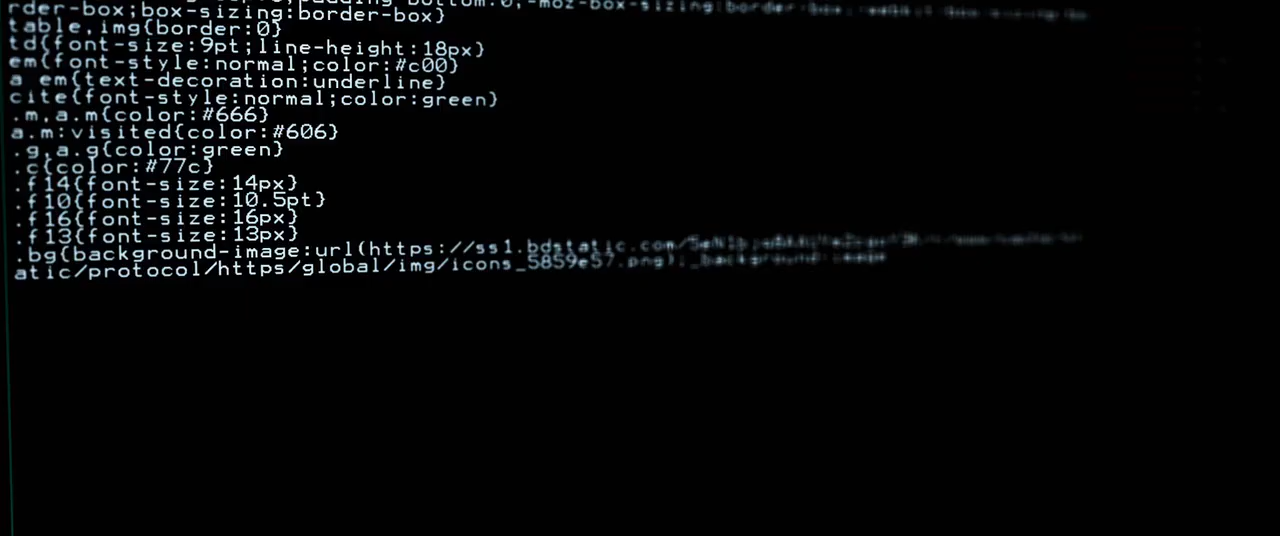 rder-box;box-sizing:border-box}
table,img{border:0}
td{font-size:9pt;line-height:18px}
em{font-style:normal;color:#c00}
a em{text-decoration:underline}
cite{font-style:normal;color:green}
.m,a.m{color:#666}
a.m:visited{color:#606}
.g,a.g{color:green}
.c{color:#77c}
.f14{font-size:14px}
.f10{font-size:10.5pt}
.f16{font-size:16px}
.f13{font-size:13px}
.bg{background-image:url(https://ss1.bdstatic.com/
atic/protocol/https/global/img/icons_5859e57.png);_background-image